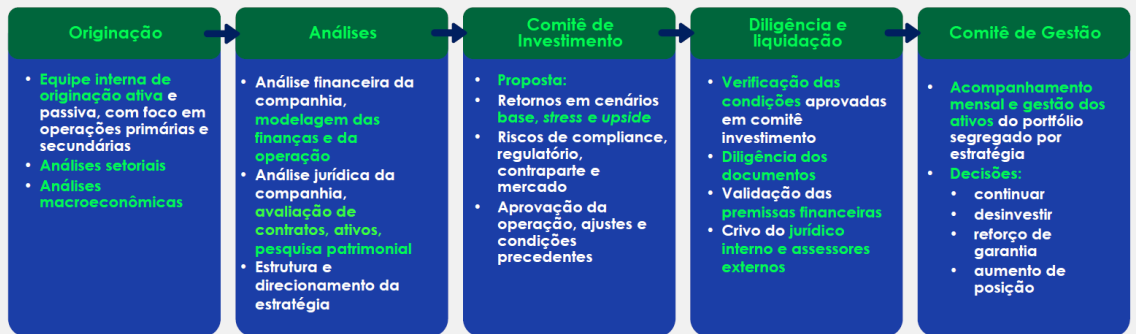 Originação
• Equipe interna de
originação ativa e
passiva, com foco em
operações primárias e
secundárias
• Análises setoriais
• Análises
macroeconômicas
Análises
• Análise financeira da
companhia,
modelagem das
finanças e da
operação
• Análise jurídica da
companhia,
avaliação de
contratos, ativos,
pesquisa patrimonial
• Estrutura e
direcionamento da
estratégia
Comitê de
Investimento
• Proposta:
• Retornos em cenários
base, stress e upside
• Riscos de compliance,
regulatório,
contraparte e
mercado
• Aprovação da
operação, ajustes e
condições
precedentes
Diligência e
liquidação
• Verificação das
condições aprovadas
em comitê
investimento
• Diligência dos
documentos
• Validação das
premissas financeiras
• Crivo do jurídico
interno e assessores
externos
Comitê de Gestão
• Acompanhamento
mensal e gestão dos
ativos do portfólio
segregado por
estratégia
• Decisões:
• continuar
• desinvestir
• reforço de
garantia
• aumento de
posição